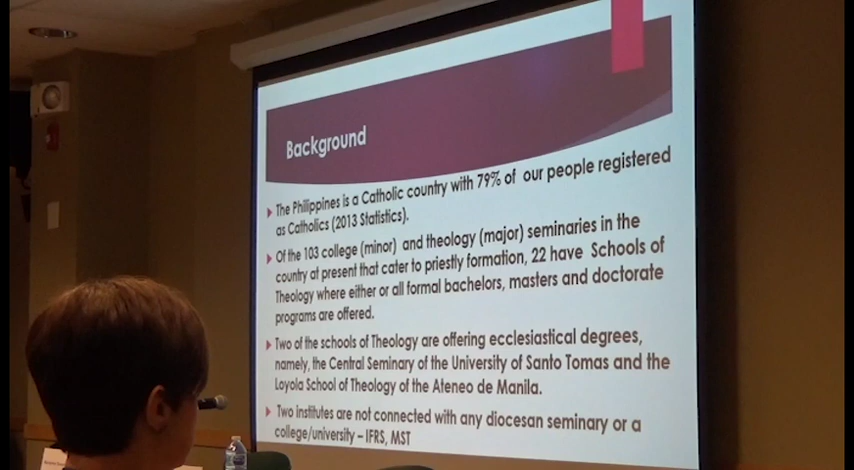 Background
The Philippines is a Catholic country with 79% of our people registered
as Catholics (2013 Statistics).
Of the 103 college (minor) and theology (major) seminaries in the
country at present that cater to priestly formation, 22 have Schools of
Theology where either or all formal bachelors, masters and doctorate
programs are offered.
Two of the schools of Theology are offering ecclesiastical degrees,
namely, the Central Seminary of the University of Santo Tomas and the
Loyola School of Theology of the Ateneo de Manila.
Two institutes are not connected with any diocesan seminary or a
college/university – IFRS, MST